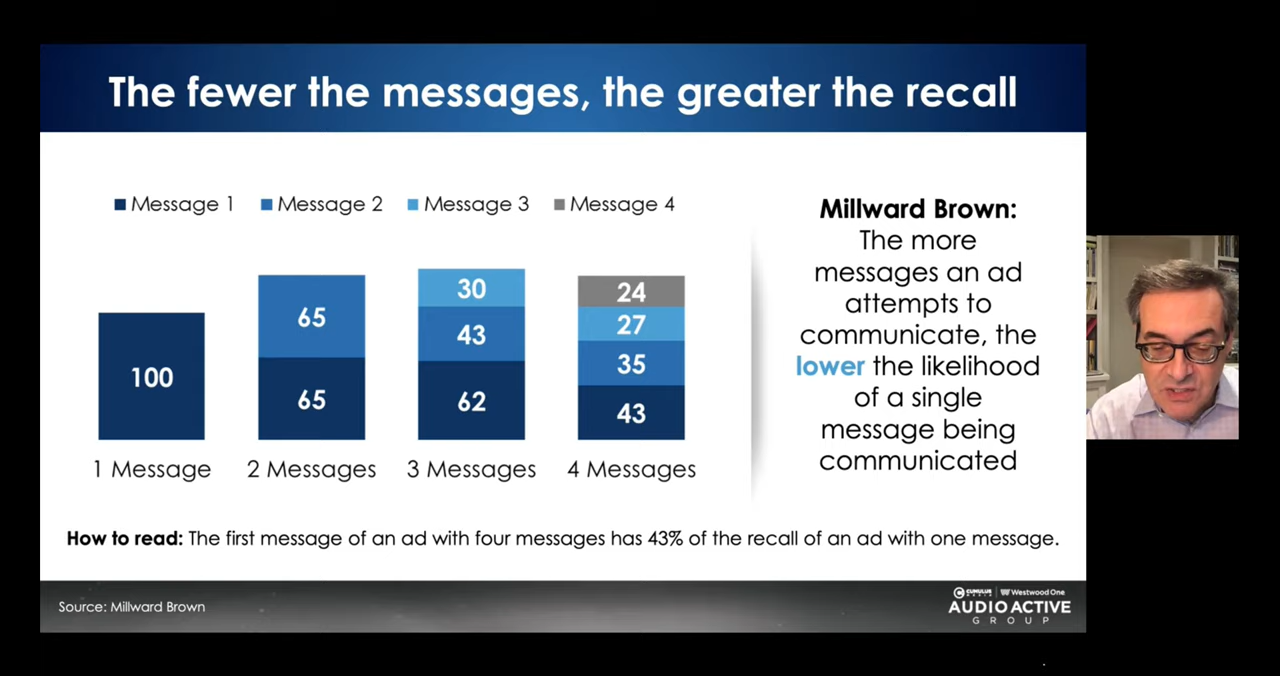 The fewer the messages, the greater the recall
Message 1 Message 2 Message 3 Message 4
100
65
65
30
43
62
24
27
35
43
1 Message 2 Messages 3 Messages 4 Messages
Millward Brown:
The more
messages an ad
attempts to
communicate, the
lower the likelihood
of a single
message being
communicated
How to read: The first message of an ad with four messages has 43% of the recall of an ad with one message.
Source: Millward Brown
CUMULUS MEDIA | Westwood One
AUDIO ACTIVE
GROUP